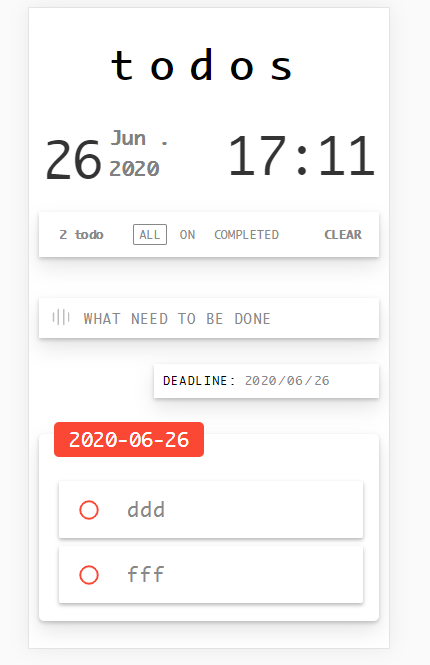 todos
26 Jun . 2020 17:11
2 todo ALL ON COMPLETED CLEAR
WHAT NEED TO BE DONE
DEADLINE: 2020/06/26
2020-06-26
ddd
fff